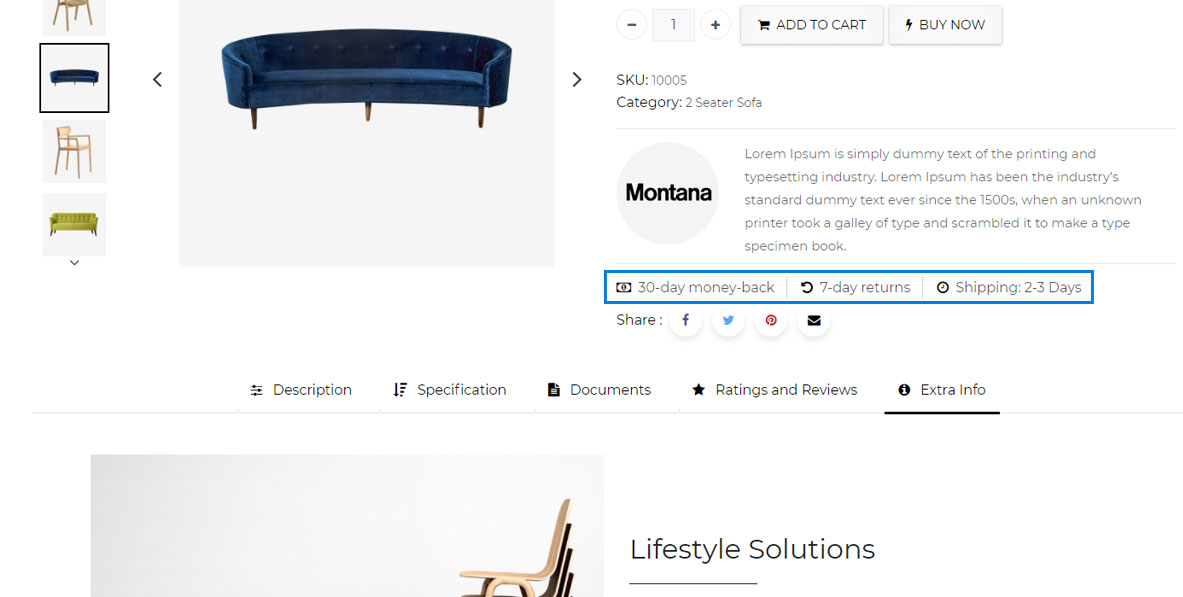 1
ADD TO CART
BUY NOW
SKU: 10005
Category: 2 Seater Sofa
Montana
Lorem Ipsum is simply dummy text of the printing and
typesetting industry. Lorem Ipsum has been the industry's
standard dummy text ever since the 1500s, when an unknown
printer took a galley of type and scrambled it to make a type
specimen book.
30-day money-back
7-day returns
Shipping: 2-3 Days
Share :
Description
Specification
Documents
Ratings and Reviews
Extra Info
Lifestyle Solutions